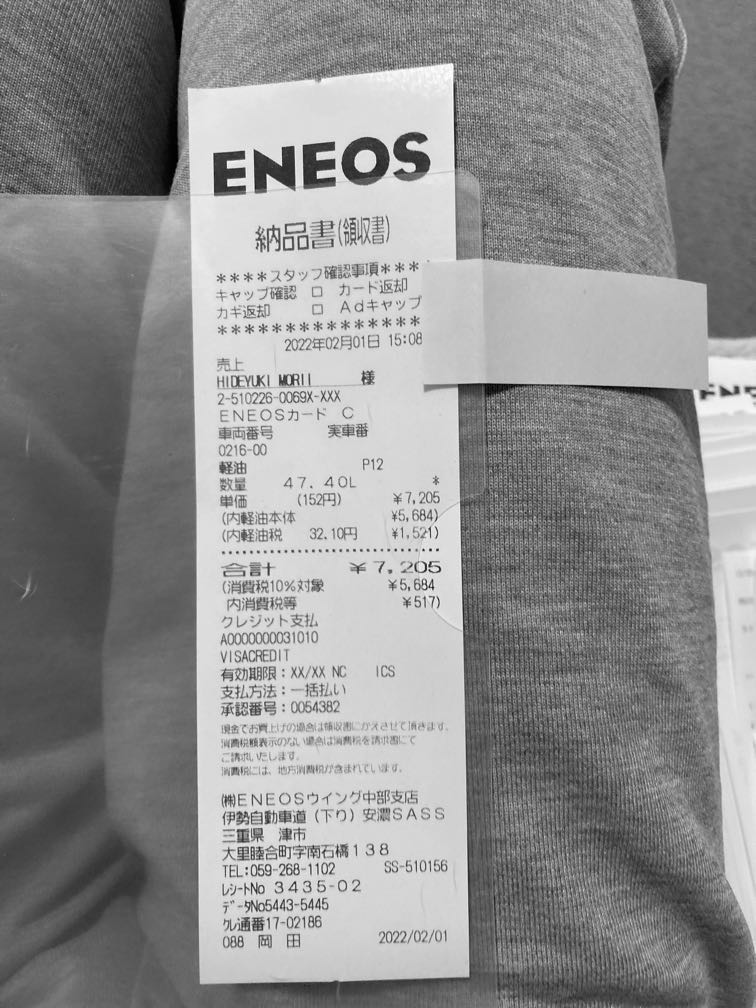 ENEOS
納品書(領収書)
****スタッフ確認事項***
キャップ確認 □ カード返却
カギ返却 □ Adキャップ
***************
2022年02月01日 15:08
売上
HIDEYUKI MORII 様
2-510226-0069X-XXX
ENEOSカード C
車両番号 実車番
0216-00
軽油 P12
数量 47.40L *
単価 (152円) ¥7,205
(内軽油本体 ¥5,684)
(内軽油税 32.10円 ¥1,521)
合計 ¥7,205
(消費税10%対象 ¥5,684
内消費税等 ¥517)
クレジット支払
A0000000031010
VISACREDIT
有効期限:XX/XX NC ICS
支払方法:一括払い
承認番号:0054382
現金でお買上げの場合は領収書にかえさせて頂きます。
消費税額表示のない場合は消費税を請求書にて
ご請求いたします。
消費税には、地方消費税が含まれています。
㈱ENEOSウイング中部支店
伊勢自動車道(下り)安濃SASS
三重県 津市
大里睦合町字南石橋138
TEL:059-268-1102 SS-510156
レシートNo 3435-02
データNo5443-5445
クレ通番17-02186
088 岡田 2022/02/01